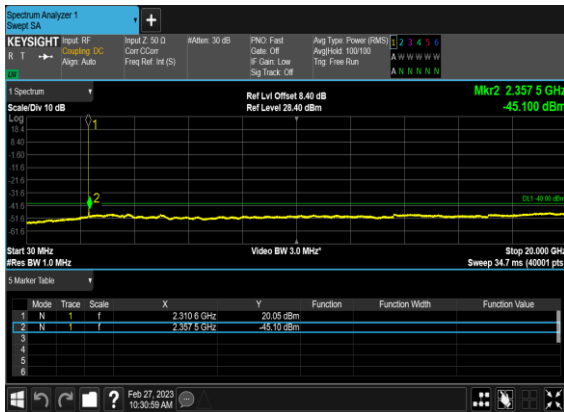 Spectrum Analyzer 1
Swept SA
+
KEYSIGHT Input: RF Input Z: 50 Ω #Atten: 30 dB PNO: Fast Avg Type: Power (RMS) 1 2 3 4 5 6
R T Coupling: DC Corr CCorr Gate: Off Avg|Hold: 100/100 A W W W W W
Align: Auto Freq Ref: Int (S) IF Gain: Low Trig: Free Run
LXI Sig Track: Off A N N N N N
1 Spectrum Ref Lvl Offset 8.40 dB Mkr2 2.357 5 GHz
Scale/Div 10 dB Ref Level 28.40 dBm -45.100 dBm
Log
1
18.4
8.40
-1.60
-11.6
-21.6
-31.6
2 DL1 -40.00 dBm
-41.6
-51.6
-61.6
Start 30 MHz Video BW 3.0 MHz* Stop 20.000 GHz
#Res BW 1.0 MHz Sweep 34.7 ms (40001 pts)
5 Marker Table
Mode Trace Scale X Y Function Function Width Function Value
1 N 1 f 2.310 6 GHz 20.05 dBm
2 N 1 f 2.357 5 GHz -45.10 dBm
3
4
5
6
? Feb 27, 2023
10:30:59 AM